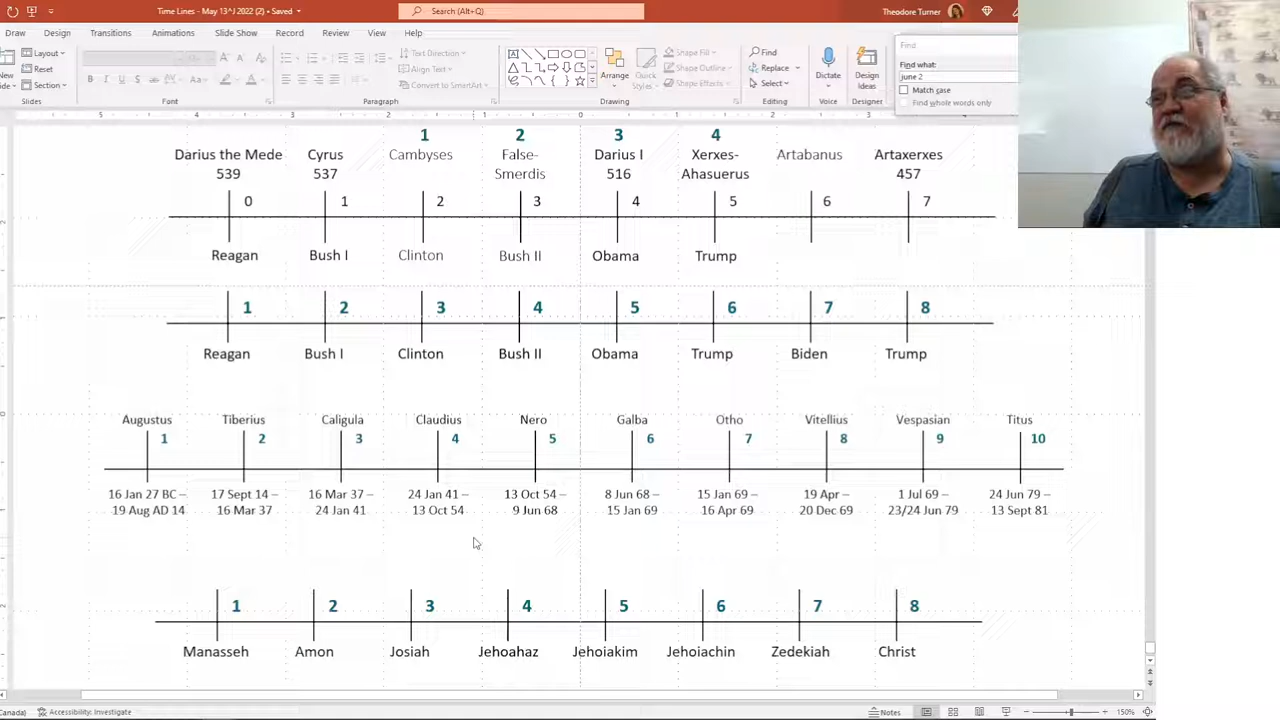 Time Lines - May 13^J 2022 (2) • Saved
Search (Alt+Q)
Theodore Turner
Draw Design Transitions Animations Slide Show Record Review View Help
New
Slides
Layout
Reset
Section
Slides
Font
Text Direction
Align Text
Convert to SmartArt
Paragraph
Arrange
Quick
Styles
Shape Fill
Shape Outline
Shape Effects
Drawing
Find
Replace
Select
Editing
Dictate
Voice
Design
Ideas
Designer
Find
Find what:
june 2
Match case
Find whole words only
1 2 3 4
Darius the Mede Cyrus Cambyses False- Darius I Xerxes- Artabanus Artaxerxes
539 537 Smerdis 516 Ahasuerus 457
0 1 2 3 4 5 6 7
Reagan Bush I Clinton Bush II Obama Trump
1 2 3 4 5 6 7 8
Reagan Bush I Clinton Bush II Obama Trump Biden Trump
Augustus Tiberius Caligula Claudius Nero Galba Otho Vitellius Vespasian Titus
1 2 3 4 5 6 7 8 9 10
16 Jan 27 BC – 17 Sept 14 – 16 Mar 37 – 24 Jan 41 – 13 Oct 54 – 8 Jun 68 – 15 Jan 69 – 19 Apr – 1 Jul 69 – 24 Jun 79 –
19 Aug AD 14 16 Mar 37 24 Jan 41 13 Oct 54 9 Jun 68 15 Jan 69 16 Apr 69 20 Dec 69 23/24 Jun 79 13 Sept 81
1 2 3 4 5 6 7 8
Manasseh Amon Josiah Jehoahaz Jehoiakim Jehoiachin Zedekiah Christ
Canada) Accessibility: Investigate Notes 150%